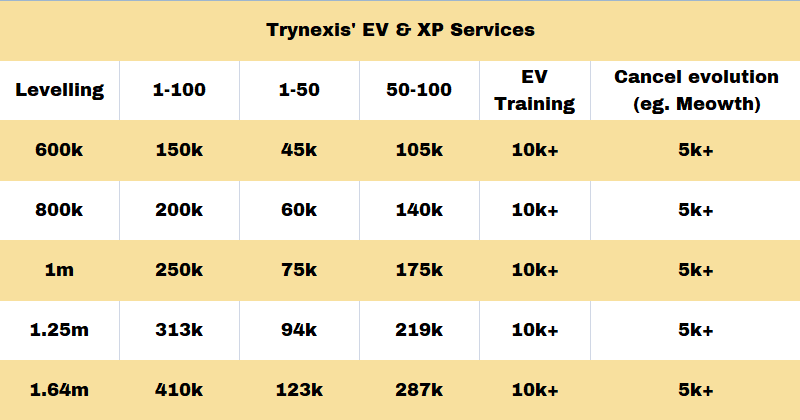 Trynexis' EV & XP Services
Levelling 1-100 1-50 50-100 EV Training Cancel evolution (eg. Meowth)
600k 150k 45k 105k 10k+ 5k+
800k 200k 60k 140k 10k+ 5k+
1m 250k 75k 175k 10k+ 5k+
1.25m 313k 94k 219k 10k+ 5k+
1.64m 410k 123k 287k 10k+ 5k+